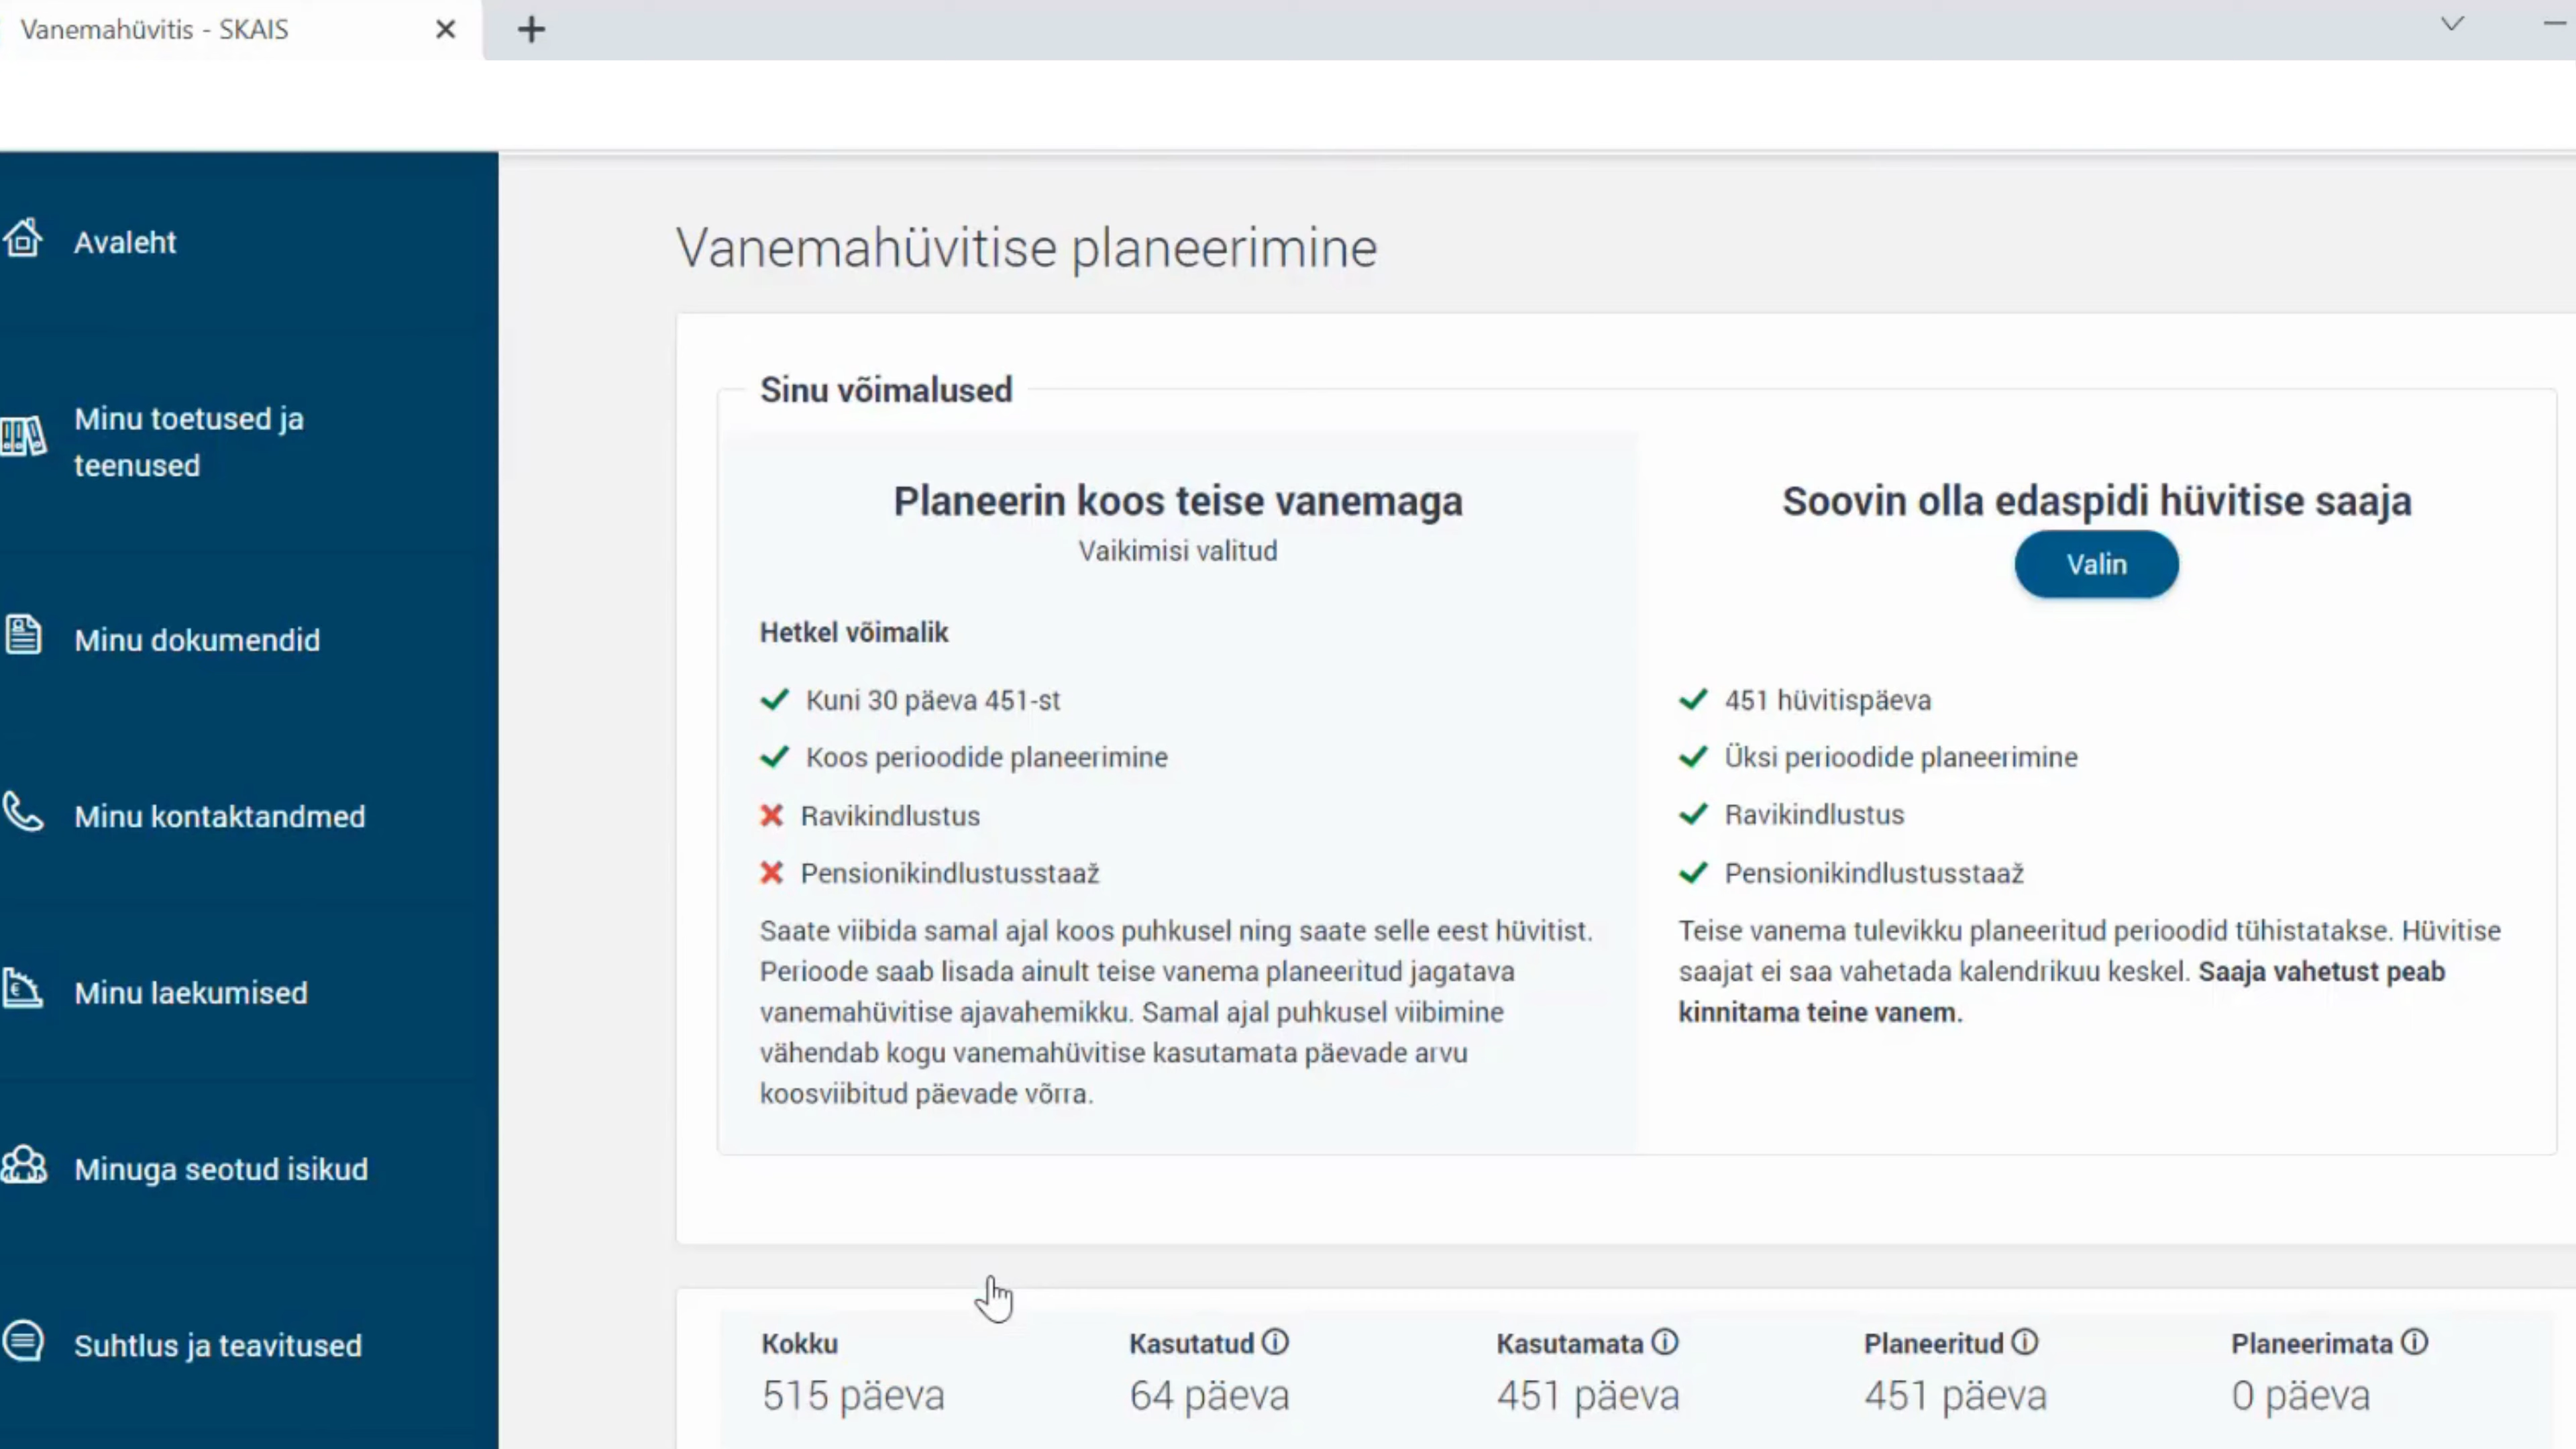 Vanemahüvitis - SKAIS
Avaleht
Minu toetused ja
teenused
Minu dokumendid
Minu kontaktandmed
Minu laekumised
Minuga seotud isikud
Suhtlus ja teavitused
Vanemahüvitise planeerimine
Sinu võimalused
Planeerin koos teise vanemaga
Vaikimisi valitud
Hetkel võimalik
Kuni 30 päeva 451-st
Koos perioodide planeerimine
Ravikindlustus
Pensionikindlustusstaaž
Saate viibida samal ajal koos puhkusel ning saate selle eest hüvitist.
Perioode saab lisada ainult teise vanema planeeritud jagatava
vanemahüvitise ajavahemikku. Samal ajal puhkusel viibimine
vähendab kogu vanemahüvitise kasutamata päevade arvu
koosviibitud päevade võrra.
Soovin olla edaspidi hüvitise saaja
Valin
451 hüvitispäeva
Üksi perioodide planeerimine
Ravikindlustus
Pensionikindlustusstaaž
Teise vanema tulevikku planeeritud perioodid tühistatakse. Hüvitise
saajat ei saa vahetada kalendrikuu keskel. Saaja vahetust peab
kinnitama teine vanem.
Kokku
515 päeva
Kasutatud
64 päeva
Kasutamata
451 päeva
Planeeritud
451 päeva
Planeerimata
0 päeva